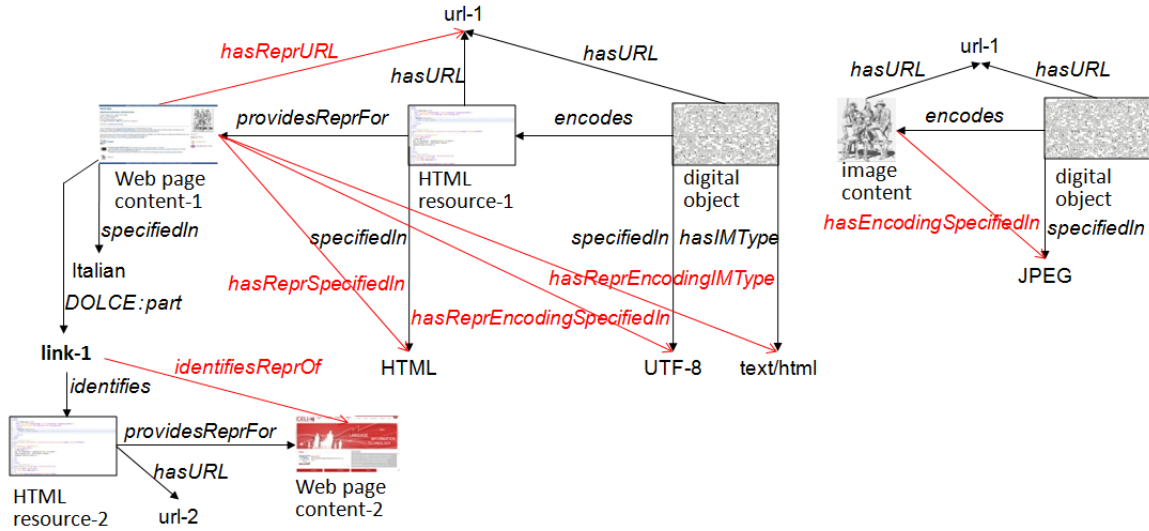 url-1
hasReprURL
hasURL
hasURL
providesReprFor
encodes
Web page
content-1
HTML
resource-1
digital
object
specifiedIn
specifiedIn
specifiedIn
hasIMType
Italian
DOLCE:part
hasReprSpecifiedIn
hasReprEncodingIMType
hasReprEncodingSpecifiedIn
link-1
identifiesReprOf
HTML
UTF-8
text/html
identifies
providesReprFor
hasURL
HTML
resource-2
url-2
Web page
content-2
url-1
hasURL
hasURL
encodes
image
content
digital
object
hasEncodingSpecifiedIn
specifiedIn
JPEG